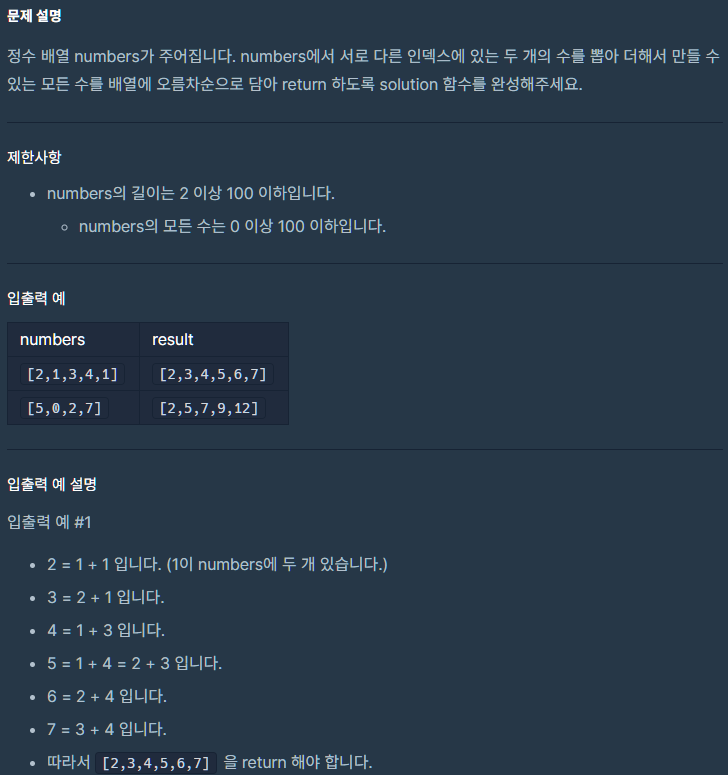 문제 설명
정수 배열 numbers가 주어집니다. numbers에서 서로 다른 인덱스에 있는 두 개의 수를 뽑아 더해서 만들 수
있는 모든 수를 배열에 오름차순으로 담아 return 하도록 solution 함수를 완성해주세요.
제한사항
• numbers의 길이는 2 이상 100 이하입니다.
◦ numbers의 모든 수는 0 이상 100 이하입니다.
입출력 예
numbers result
[2,1,3,4,1] [2,3,4,5,6,7]
[5,0,2,7] [2,5,7,9,12]
입출력 예 설명
입출력 예 #1
• 2 = 1 + 1 입니다. (1이 numbers에 두 개 있습니다.)
• 3 = 2 + 1 입니다.
• 4 = 1 + 3 입니다.
• 5 = 1 + 4 = 2 + 3 입니다.
• 6 = 2 + 4 입니다.
• 7 = 3 + 4 입니다.
• 따라서 [2,3,4,5,6,7] 을 return 해야 합니다.